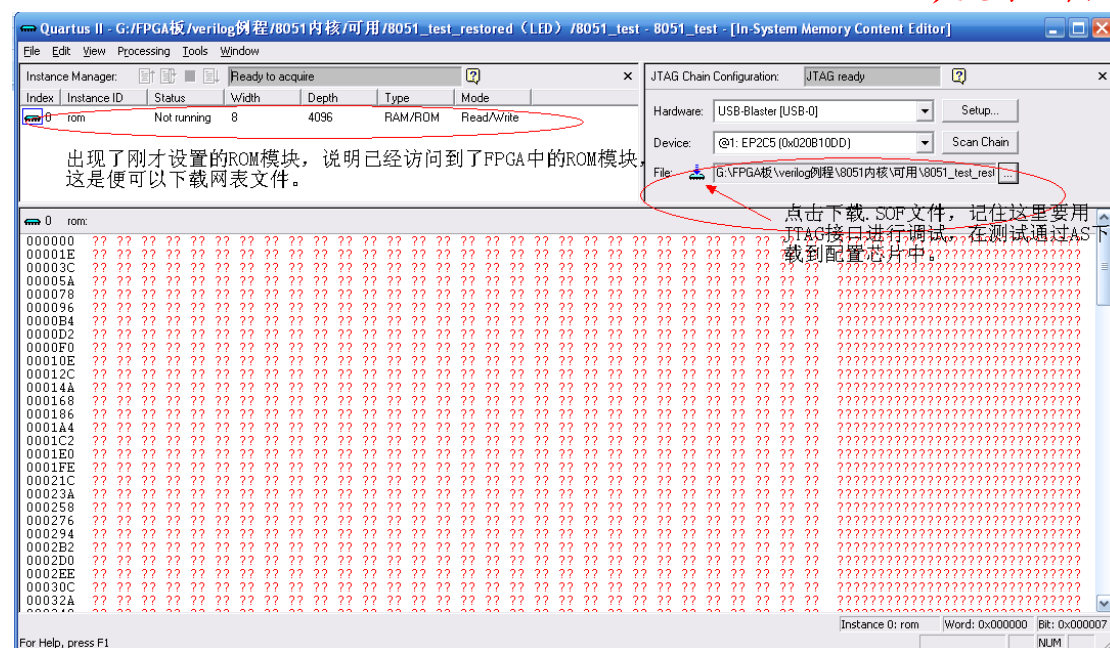 Quartus II - G:/FPGA板/verilog例程/8051内核/可用/8051_test_restored（LED）/8051_test - 8051_test - [In-System Memory Content Editor]
File Edit View Processing Tools Window
Instance Manager: Ready to acquire
Index Instance ID Status Width Depth Type Mode
0 rom Not running 8 4096 RAM/ROM Read/Write
出现了刚才设置的ROM模块，说明已经访问到了FPGA中的ROM模块，
这是便可以下载网表文件。
JTAG Chain Configuration: JTAG ready
Hardware: USB-Blaster [USB-0] Setup...
Device: @1: EP2C5 (0x020B10DD) Scan Chain
File: G:\FPGA板\verilog例程\8051内核\可用\8051_test_rest ...
点击下载.SOF文件，记住这里要用
JTAG接口进行调试，在测试通过AS下
载到配置芯片中。
0 rom:
000000
00001E
00003C
00005A
000078
000096
0000B4
0000D2
0000F0
00010E
00012C
00014A
000168
000186
0001A4
0001C2
0001E0
0001FE
00021C
00023A
000258
000276
000294
0002B2
0002D0
0002EE
00030C
00032A
Instance 0: rom Word: 0x000000 Bit: 0x000007
For Help, press F1 NUM